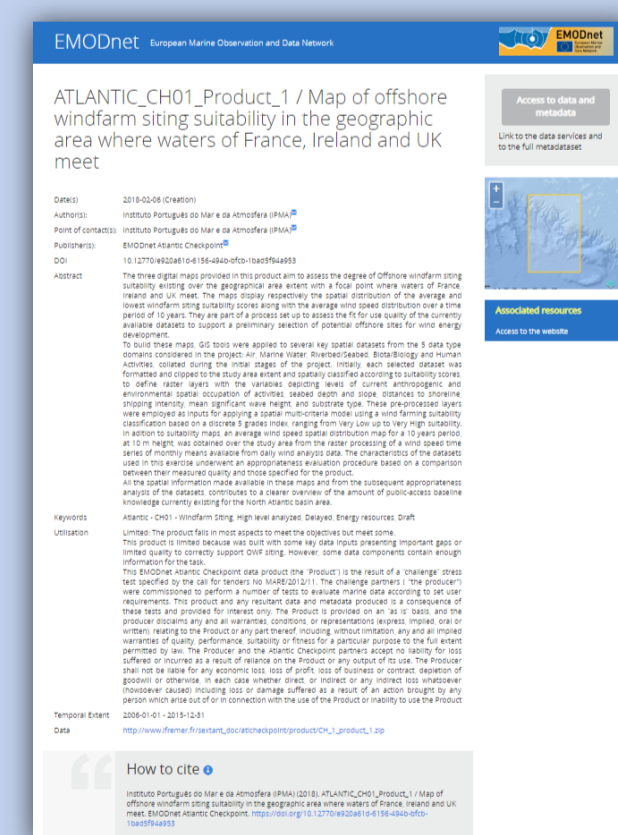 EMODnet European Marine Observation and Data Network
EMODnet
European Marine
Observation and
Data Network
ATLANTIC_CH01_Product_1 / Map of offshore
windfarm siting suitability in the geographic
area where waters of France, Ireland and UK
meet
Access to data and
metadata
Link to the data services and
to the full metadataset
+
−
Associated resources
Access to the website
Date(s) 2018-02-06 (Creation)
Author(s): Instituto Português do Mar e da Atmosfera (IPMA)
Point of contact(s): Instituto Português do Mar e da Atmosfera (IPMA)
Publisher(s): EMODnet Atlantic Checkpoint
DOI 10.12770/e920a61d-6156-494b-bfcb-1bad5f94a953
Abstract The three digital maps provided in this product aim to assess the degree of Offshore windfarm siting
suitability existing over the geographical area extent with a focal point where waters of France,
Ireland and UK meet. The maps display respectively the spatial distribution of the average and
lowest windfarm siting suitability scores along with the average wind speed distribution over a time
period of 10 years. They are part of a process set up to assess the fit for use quality of the currently
available datasets to support a preliminary selection of potential offshore sites for wind energy
development.
To build these maps, GIS tools were applied to several key spatial datasets from the 5 data type
domains considered in the project: Air, Marine Water, Riverbed/Seabed, Biota/Biology and Human
Activities, collated during the initial stages of the project. Initially, each selected dataset was
formatted and clipped to the study area extent and spatially classified according to suitability scores,
to define raster layers with the variables depicting levels of current anthropogenic and
environmental spatial occupation of activities, seabed depth and slope, distances to shoreline,
shipping intensity, mean significant wave height, and substrate type. These pre-processed layers
were employed as inputs for applying a spatial multi-criteria model using a wind farming suitability
classification based on a discrete 5 grades index, ranging from Very Low up to Very High suitability.
In adition to suitability maps, an average wind speed spatial distribution map for a 10 years period,
at 10 m height, was obtained over the study area from the raster processing of a wind speed time
series of monthly means available from daily wind analysis data. The characteristics of the datasets
used in this exercise underwent an appropriateness evaluation procedure based on a comparison
between their measured quality and those specified for the product.
All the spatial information made available in these maps and from the subsequent appropriateness
analysis of the datasets, contributes to a clearer overview of the amount of public-access baseline
knowledge currently existing for the North Atlantic basin area.
Keywords Atlantic - CH01 - Windfarm Siting, High level analyzed, Delayed, Energy resources, Draft
Utilisation Limited: The product fails in most aspects to meet the objectives but meet some.
This product is limited because was built with some key data inputs presenting important gaps or
limited quality to correctly support OWF siting. However, some data components contain enough
information for the task.
This EMODnet Atlantic Checkpoint data product (the "Product") is the result of a 'challenge' stress
test specified by the call for tenders No MARE/2012/11. The challenge partners ( "the producer")
were commissioned to perform a number of tests to evaluate marine data according to set user
requirements. This product and any resultant data and metadata produced is a consequence of
these tests and provided for interest only. The Product is provided on an "as is" basis, and the
producer disclaims any and all warranties, conditions, or representations (express, implied, oral or
written), relating to the Product or any part thereof, including, without limitation, any and all implied
warranties of quality, performance, suitability or fitness for a particular purpose to the full extent
permitted by law. The Producer and the Atlantic Checkpoint partners accept no liability for loss
suffered or incurred as a result of reliance on the Product or any output of its use. The Producer
shall not be liable for any economic loss, loss of profit, loss of business or contract, depletion of
goodwill or otherwise, in each case whether direct, or indirect or any indirect loss whatsoever
(howsoever caused) including loss or damage suffered as a result of an action brought by any
person which arise out of or in connection with the use of the Product or inability to use the Product
Temporal Extent 2006-01-01 - 2015-12-31
Data http://www.ifremer.fr/sextant_doc/atlcheckpoint/product/CH_1_product_1.zip
How to cite
Instituto Português do Mar e da Atmosfera (IPMA) (2018). ATLANTIC_CH01_Product_1 / Map of
offshore windfarm siting suitability in the geographic area where waters of France, Ireland and UK
meet. EMODnet Atlantic Checkpoint. https://doi.org/10.12770/e920a61d-6156-494b-bfcb-
1bad5f94a953